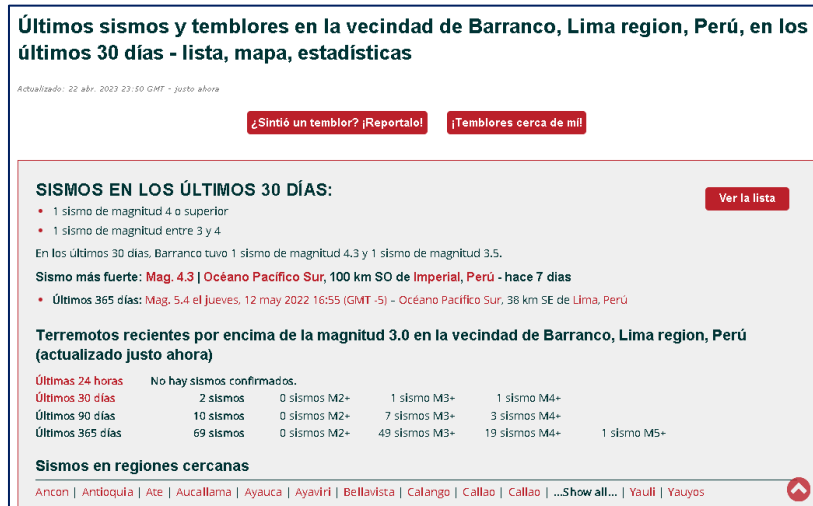 Últimos sismos y temblores en la vecindad de Barranco, Lima region, Perú, en los
últimos 30 días - lista, mapa, estadísticas
Actualizado: 22 abr. 2023 23:50 GMT - justo ahora
¿Sintió un temblor? ¡Reportalo!
¡Temblores cerca de mí!
SISMOS EN LOS ÚLTIMOS 30 DÍAS:
Ver la lista
• 1 sismo de magnitud 4 o superior
• 1 sismo de magnitud entre 3 y 4
En los últimos 30 días, Barranco tuvo 1 sismo de magnitud 4.3 y 1 sismo de magnitud 3.5.
Sismo más fuerte: Mag. 4.3 | Océano Pacífico Sur, 100 km SO de Imperial, Perú - hace 7 dias
• Últimos 365 días: Mag. 5.4 el jueves, 12 may 2022 16:55 (GMT -5) – Océano Pacífico Sur, 38 km SE de Lima, Perú
Terremotos recientes por encima de la magnitud 3.0 en la vecindad de Barranco, Lima region, Perú
(actualizado justo ahora)
Últimas 24 horas No hay sismos confirmados.
Últimos 30 días 2 sismos 0 sismos M2+ 1 sismo M3+ 1 sismo M4+
Últimos 90 días 10 sismos 0 sismos M2+ 7 sismos M3+ 3 sismos M4+
Últimos 365 días 69 sismos 0 sismos M2+ 49 sismos M3+ 19 sismos M4+ 1 sismo M5+
Sismos en regiones cercanas
Ancon | Antioquia | Ate | Aucallama | Ayauca | Ayaviri | Bellavista | Calango | Callao | Callao | ...Show all... | Yauli | Yauyos